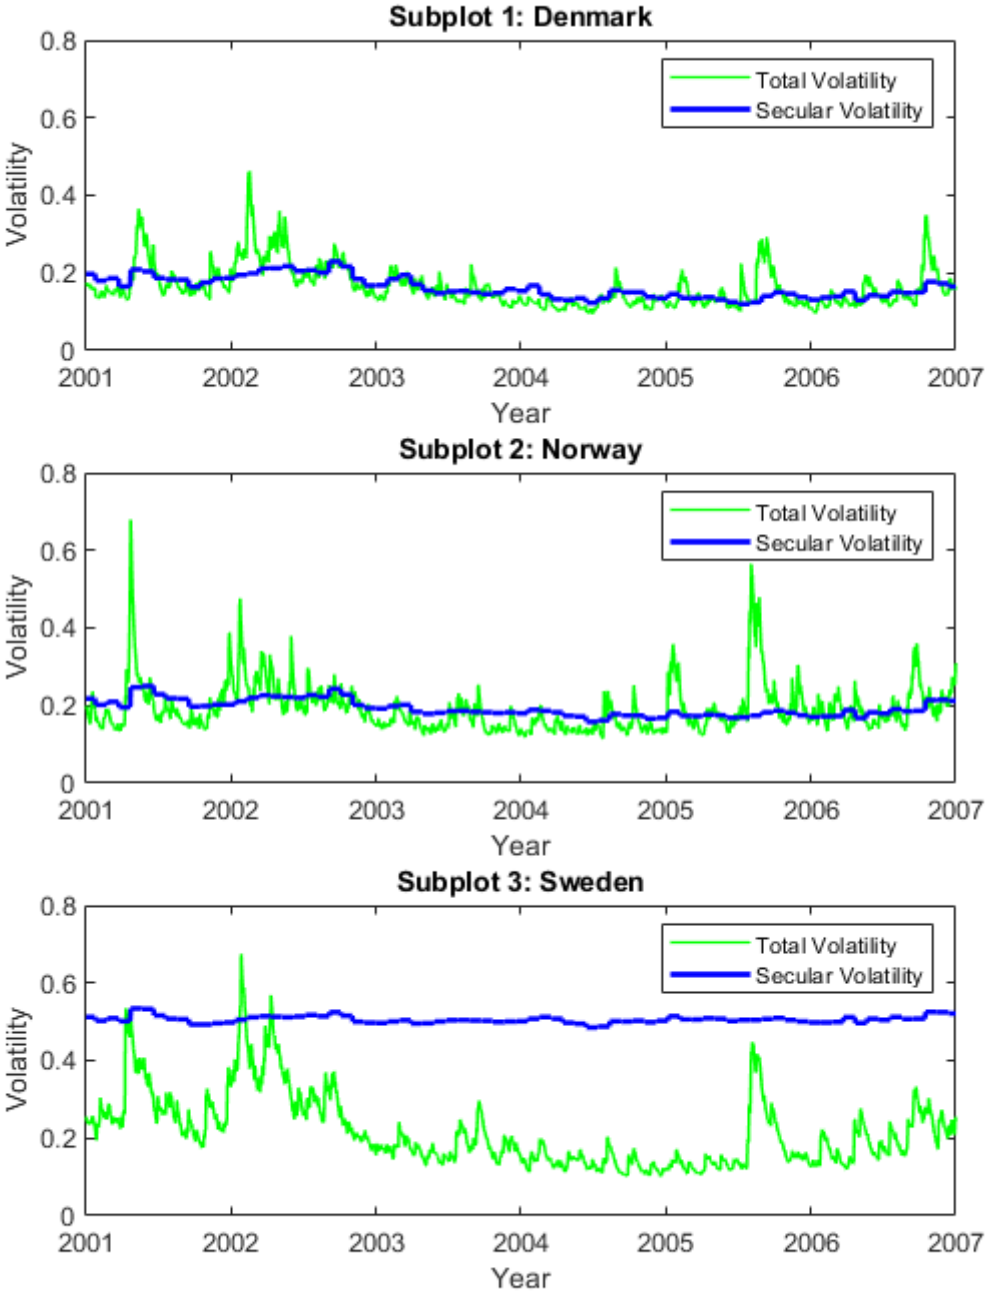 Subplot 1: Denmark
0.8
Total Volatility
Secular Volatility
0.6
0.4
0.2
0
Volatility
2001 2002 2003 2004 2005 2006 2007
Year
Subplot 2: Norway
0.8
Total Volatility
Secular Volatility
0.6
0.4
0.2
0
Volatility
2001 2002 2003 2004 2005 2006 2007
Year
Subplot 3: Sweden
0.8
Total Volatility
Secular Volatility
0.6
0.4
0.2
0
Volatility
2001 2002 2003 2004 2005 2006 2007
Year